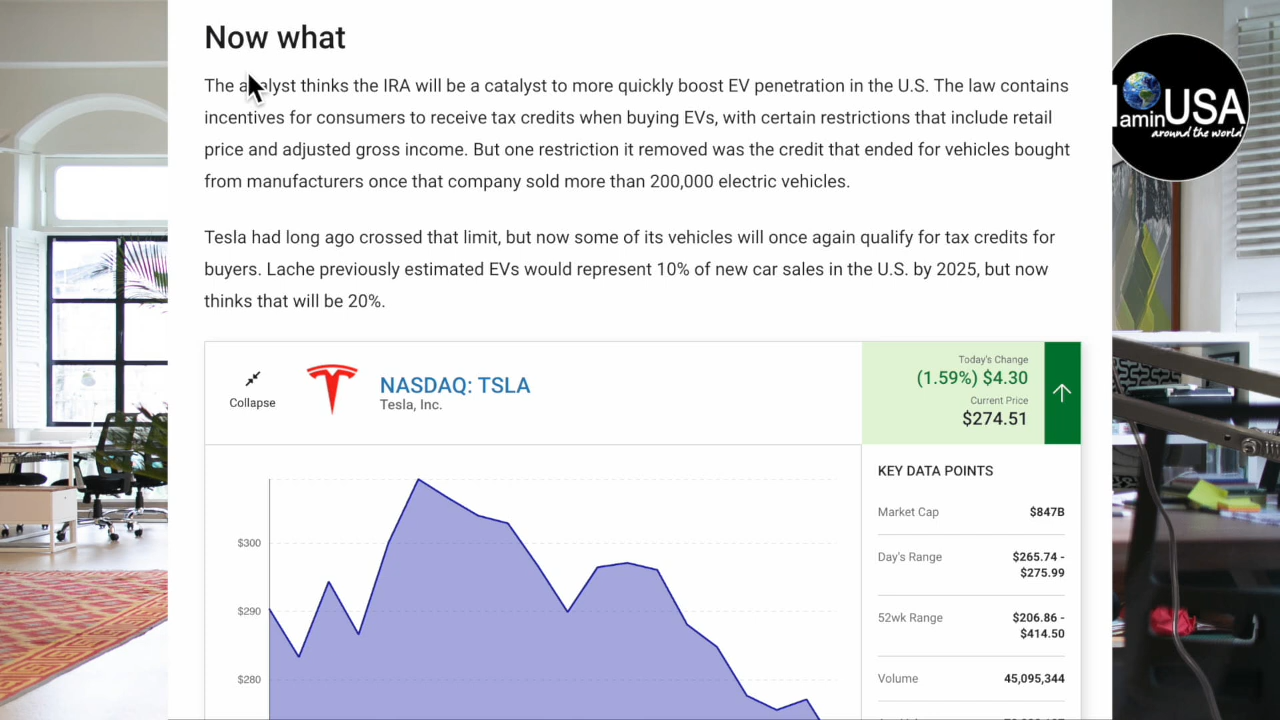 Now what
The analyst thinks the IRA will be a catalyst to more quickly boost EV penetration in the U.S. The law contains
incentives for consumers to receive tax credits when buying EVs, with certain restrictions that include retail
price and adjusted gross income. But one restriction it removed was the credit that ended for vehicles bought
from manufacturers once that company sold more than 200,000 electric vehicles.
Tesla had long ago crossed that limit, but now some of its vehicles will once again qualify for tax credits for
buyers. Lache previously estimated EVs would represent 10% of new car sales in the U.S. by 2025, but now
thinks that will be 20%.
Collapse
NASDAQ: TSLA
Tesla, Inc.
Today's Change
(1.59%) $4.30
Current Price
$274.51
$300
$290
$280
KEY DATA POINTS
Market Cap $847B
Day's Range $265.74 -
$275.99
52wk Range $206.86 -
$414.50
Volume 45,095,344
aminUSA
around the world